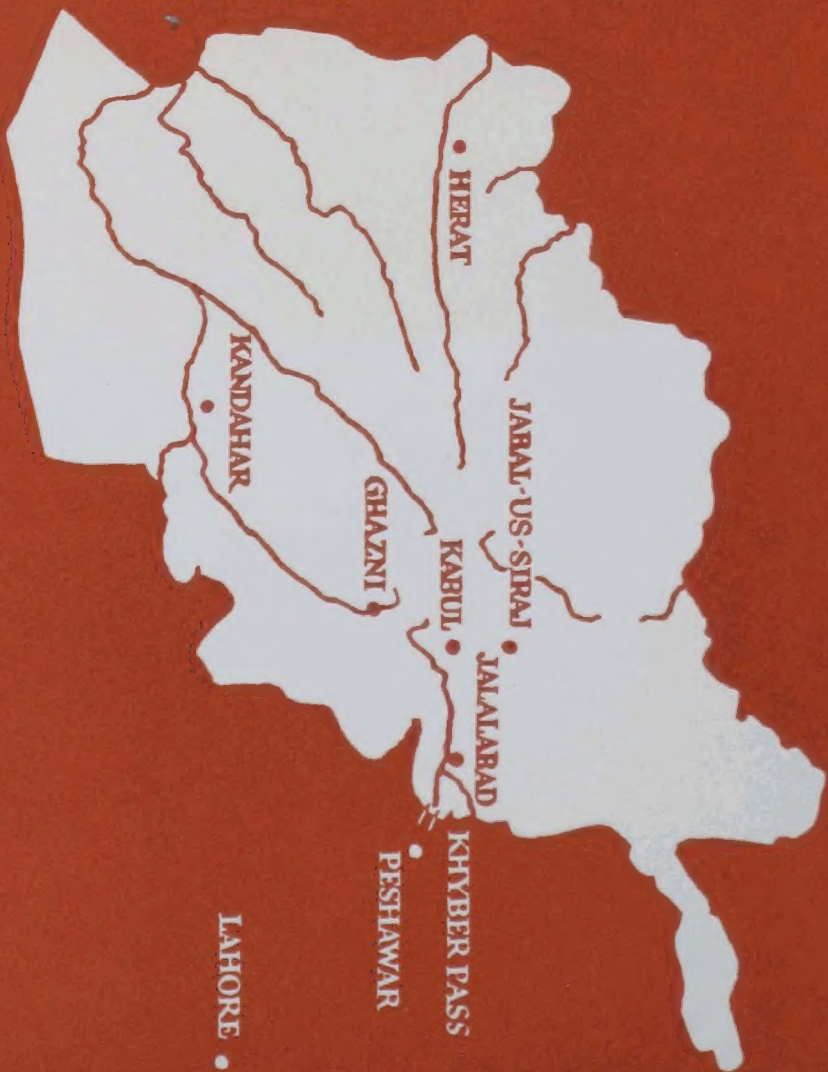 JABAL-US-SIRAJ
JALALABAD
HERAT
KHYBER PASS
KABUL
PESHAWAR
GHAZNI
KANDAHAR
LAHORE